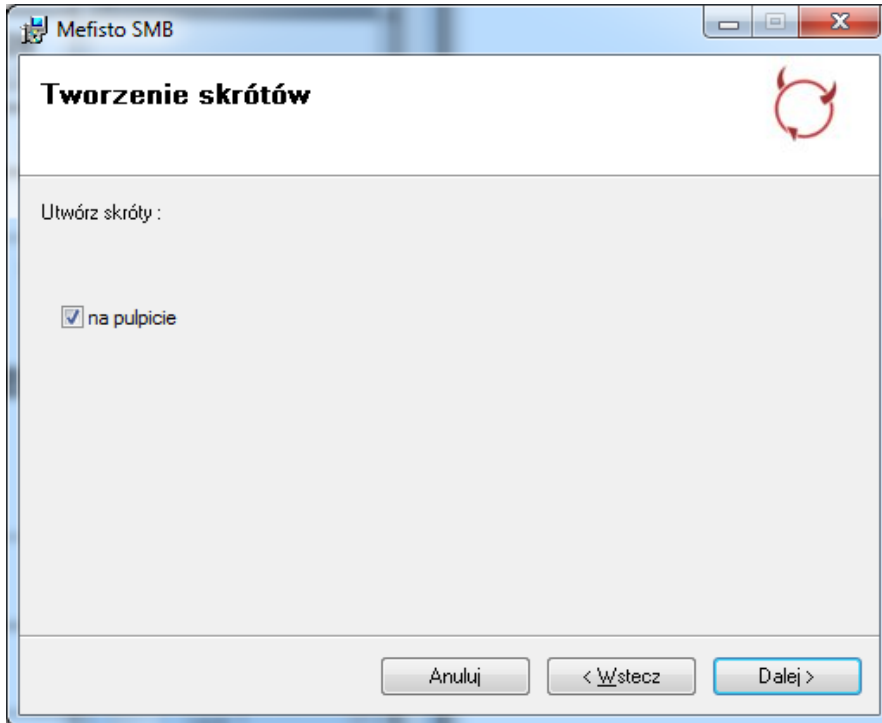 Mefisto SMB
Tworzenie skrótów
Utwórz skróty :
na pulpicie
Anuluj
< Wstecz
Dalej >